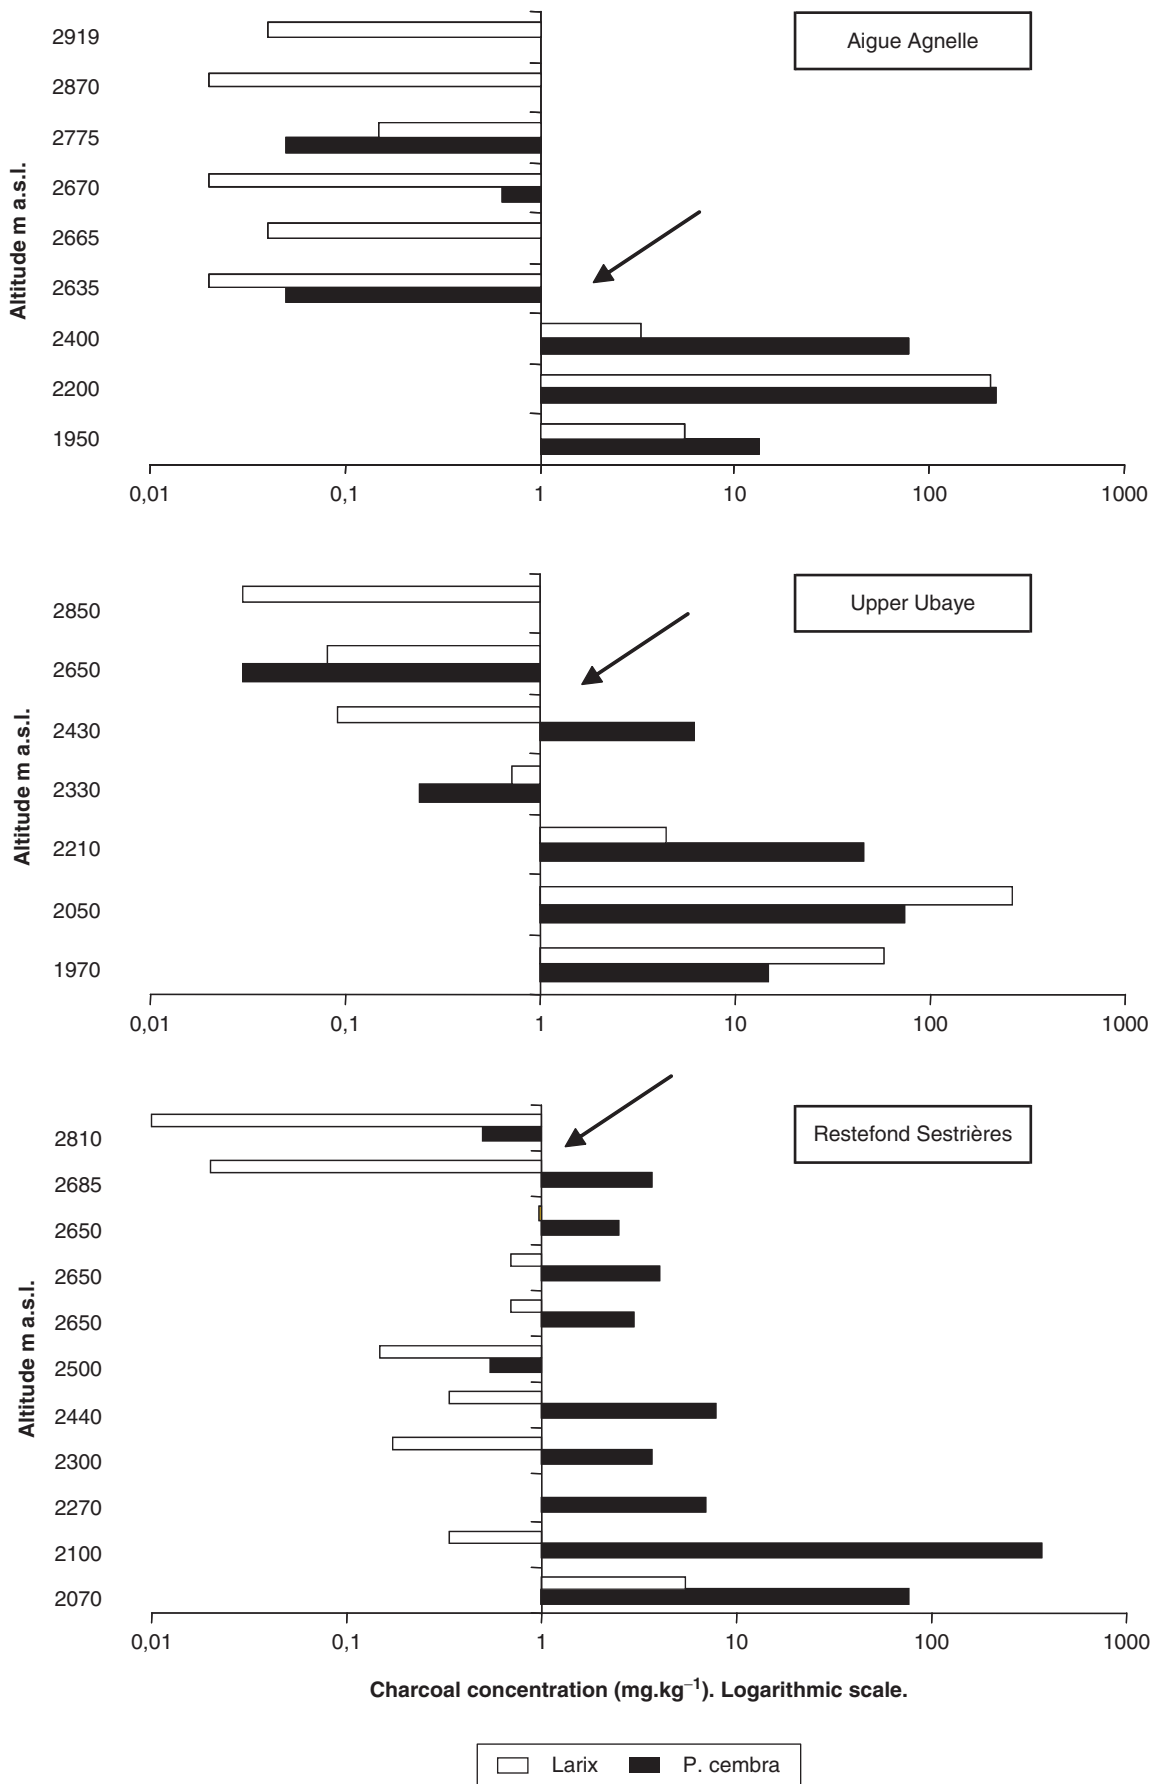 Aigue Agnelle
Altitude m a.s.l.
2919
2870
2775
2670
2665
2635
2400
2200
1950
0,01 0,1 1 10 100 1000
Upper Ubaye
Altitude m a.s.l.
2850
2650
2430
2330
2210
2050
1970
0,01 0,1 1 10 100 1000
Restefond Sestrières
Altitude m a.s.l.
2810
2685
2650
2650
2650
2500
2440
2300
2270
2100
2070
0,01 0,1 1 10 100 1000
Charcoal concentration (mg.kg⁻¹). Logarithmic scale.
Larix P. cembra